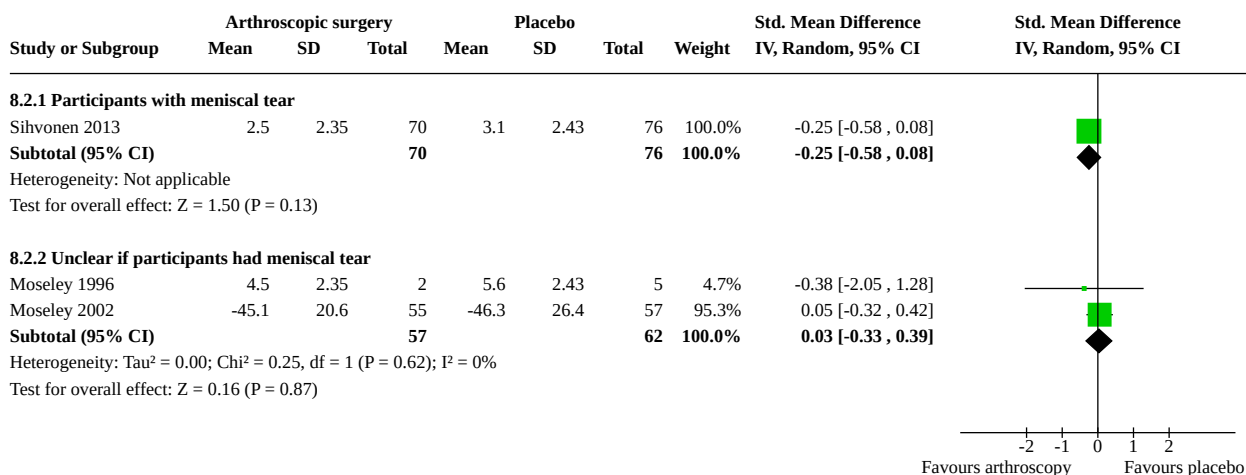 Arthroscopic surgery Placebo Std. Mean Difference Std. Mean Difference
Study or Subgroup Mean SD Total Mean SD Total Weight IV, Random, 95% CI IV, Random, 95% CI
8.2.1 Participants with meniscal tear
Sihvonen 2013 2.5 2.35 70 3.1 2.43 76 100.0% -0.25 [-0.58 , 0.08]
Subtotal (95% CI) 70 76 100.0% -0.25 [-0.58 , 0.08]
Heterogeneity: Not applicable
Test for overall effect: Z = 1.50 (P = 0.13)
8.2.2 Unclear if participants had meniscal tear
Moseley 1996 4.5 2.35 2 5.6 2.43 5 4.7% -0.38 [-2.05 , 1.28]
Moseley 2002 -45.1 20.6 55 -46.3 26.4 57 95.3% 0.05 [-0.32 , 0.42]
Subtotal (95% CI) 57 62 100.0% 0.03 [-0.33 , 0.39]
Heterogeneity: Tau² = 0.00; Chi² = 0.25, df = 1 (P = 0.62); I² = 0%
Test for overall effect: Z = 0.16 (P = 0.87)
-2 -1 0 1 2
Favours arthroscopy Favours placebo